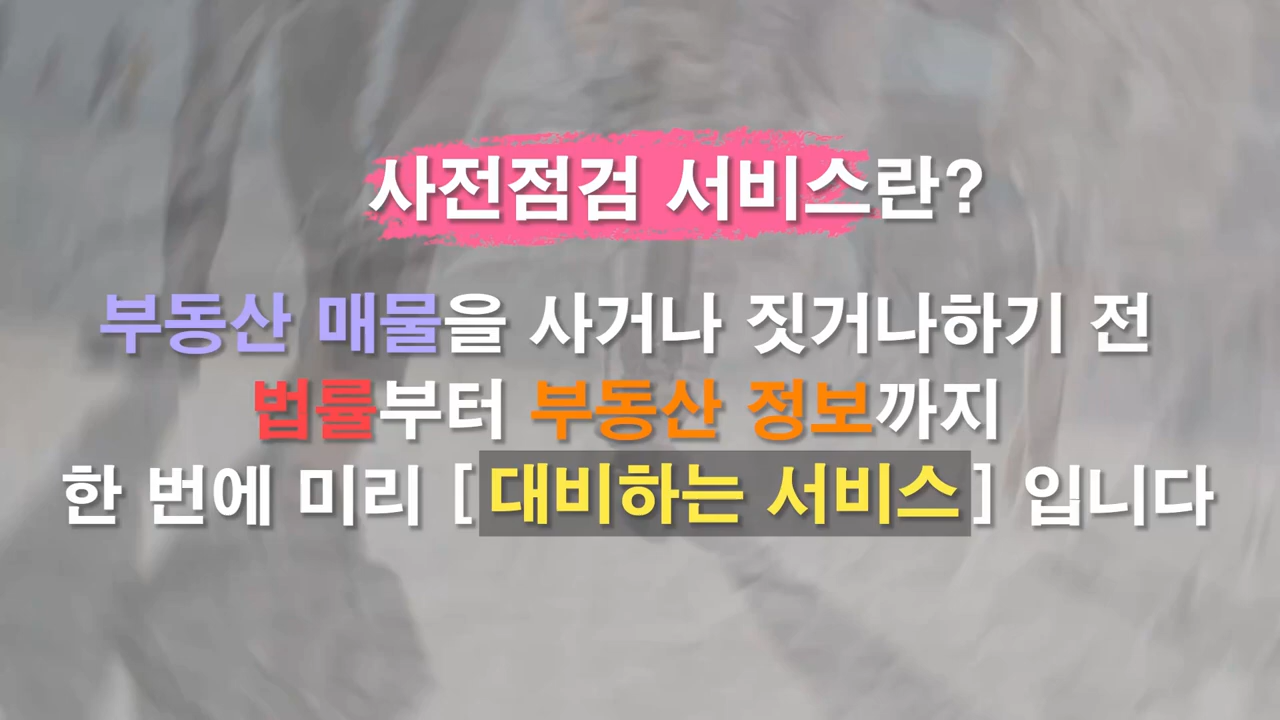 사전점검 서비스란?
부동산 매물을 사거나 짓거나하기 전
법률부터 부동산 정보까지
한 번에 미리 [대비하는 서비스] 입니다